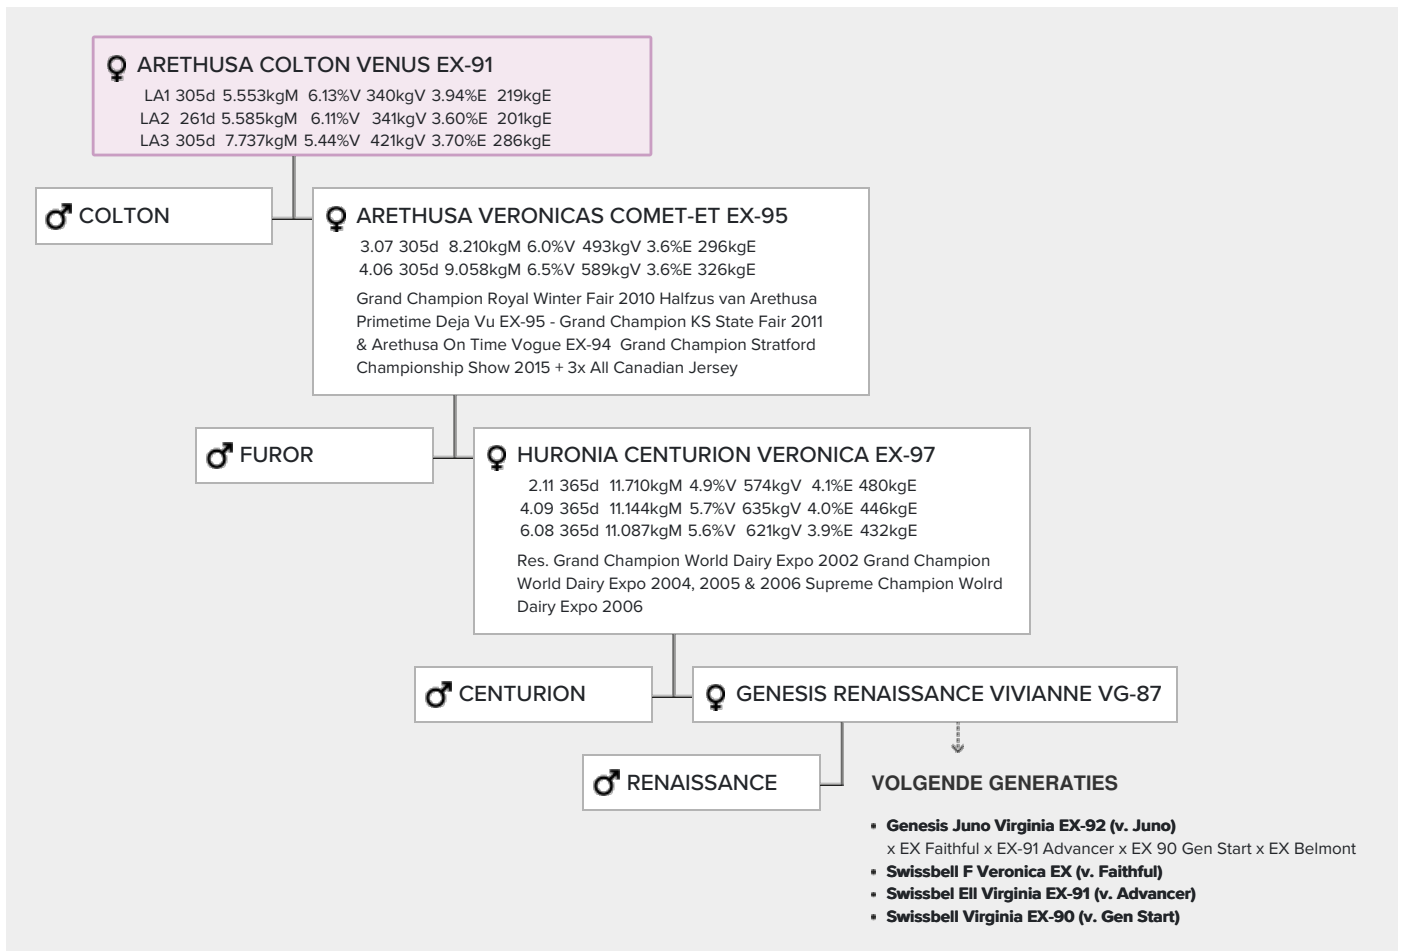 ARETHUSA COLTON VENUS EX-91
LA1 305d 5.553kgM 6.13%V 340kgV 3.94%E 219kgE
LA2 261d 5.585kgM 6.11%V 341kgV 3.60%E 201kgE
LA3 305d 7.737kgM 5.44%V 421kgV 3.70%E 286kgE
COLTON
ARETHUSA VERONICAS COMET-ET EX-95
3.07 305d 8.210kgM 6.0%V 493kgV 3.6%E 296kgE
4.06 305d 9.058kgM 6.5%V 589kgV 3.6%E 326kgE
Grand Champion Royal Winter Fair 2010 Halfzus van Arethusa
Primetime Deja Vu EX-95 - Grand Champion KS State Fair 2011
& Arethusa On Time Vogue EX-94 Grand Champion Stratford
Championship Show 2015 + 3x All Canadian Jersey
FUROR
HURONIA CENTURION VERONICA EX-97
2.11 365d 11.710kgM 4.9%V 574kgV 4.1%E 480kgE
4.09 365d 11.144kgM 5.7%V 635kgV 4.0%E 446kgE
6.08 365d 11.087kgM 5.6%V 621kgV 3.9%E 432kgE
Res. Grand Champion World Dairy Expo 2002 Grand Champion
World Dairy Expo 2004, 2005 & 2006 Supreme Champion Wolrd
Dairy Expo 2006
CENTURION
GENESIS RENAISSANCE VIVIANNE VG-87
RENAISSANCE
VOLGENDE GENERATIES
• Genesis Juno Virginia EX-92 (v. Juno)
x EX Faithful x EX-91 Advancer x EX 90 Gen Start x EX Belmont
• Swissbell F Veronica EX (v. Faithful)
• Swissbel Ell Virginia EX-91 (v. Advancer)
• Swissbell Virginia EX-90 (v. Gen Start)